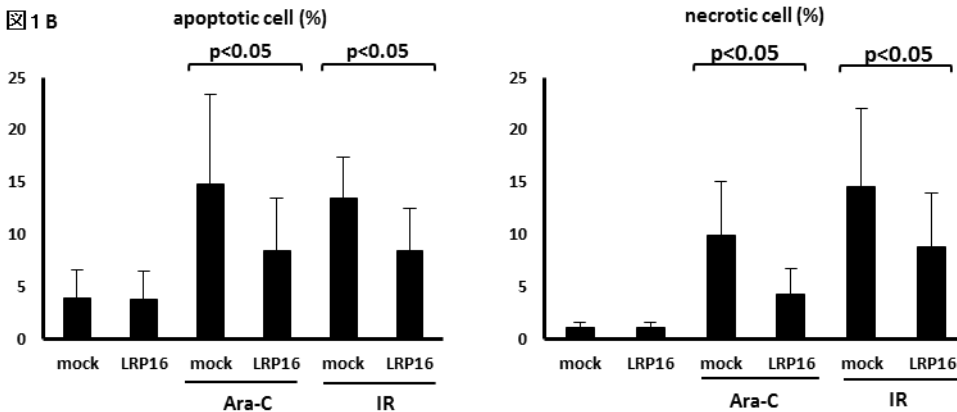 図1 B
apoptotic cell (%)
p<0.05 p<0.05
25
20
15
10
5
0
mock LRP16 mock LRP16 mock LRP16
Ara-C IR
necrotic cell (%)
p<0.05 p<0.05
25
20
15
10
5
0
mock LRP16 mock LRP16 mock LRP16
Ara-C IR